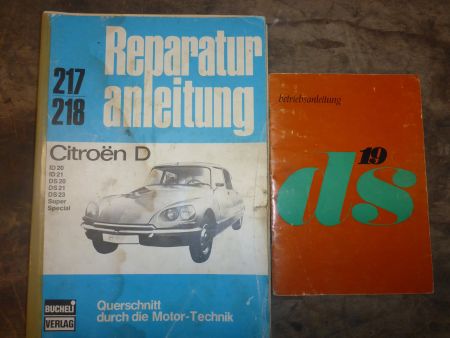 Reparatur
anleitung
217
218
Citroën D
ID 20
ID 21
DS 20
DS 21
DS 23
Super
Special
BUCHELI
VERLAG
Querschnitt
durch die Motor-Technik
betriebsanleitung
19
ds